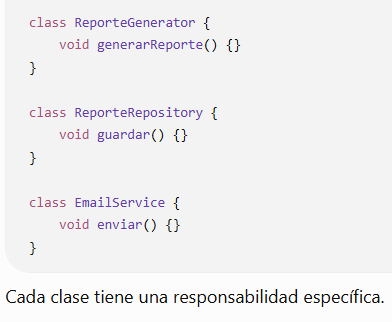 class ReporteGenerator {
    void generarReporte() {}
}

class ReporteRepository {
    void guardar() {}
}

class EmailService {
    void enviar() {}
}

Cada clase tiene una responsabilidad específica.